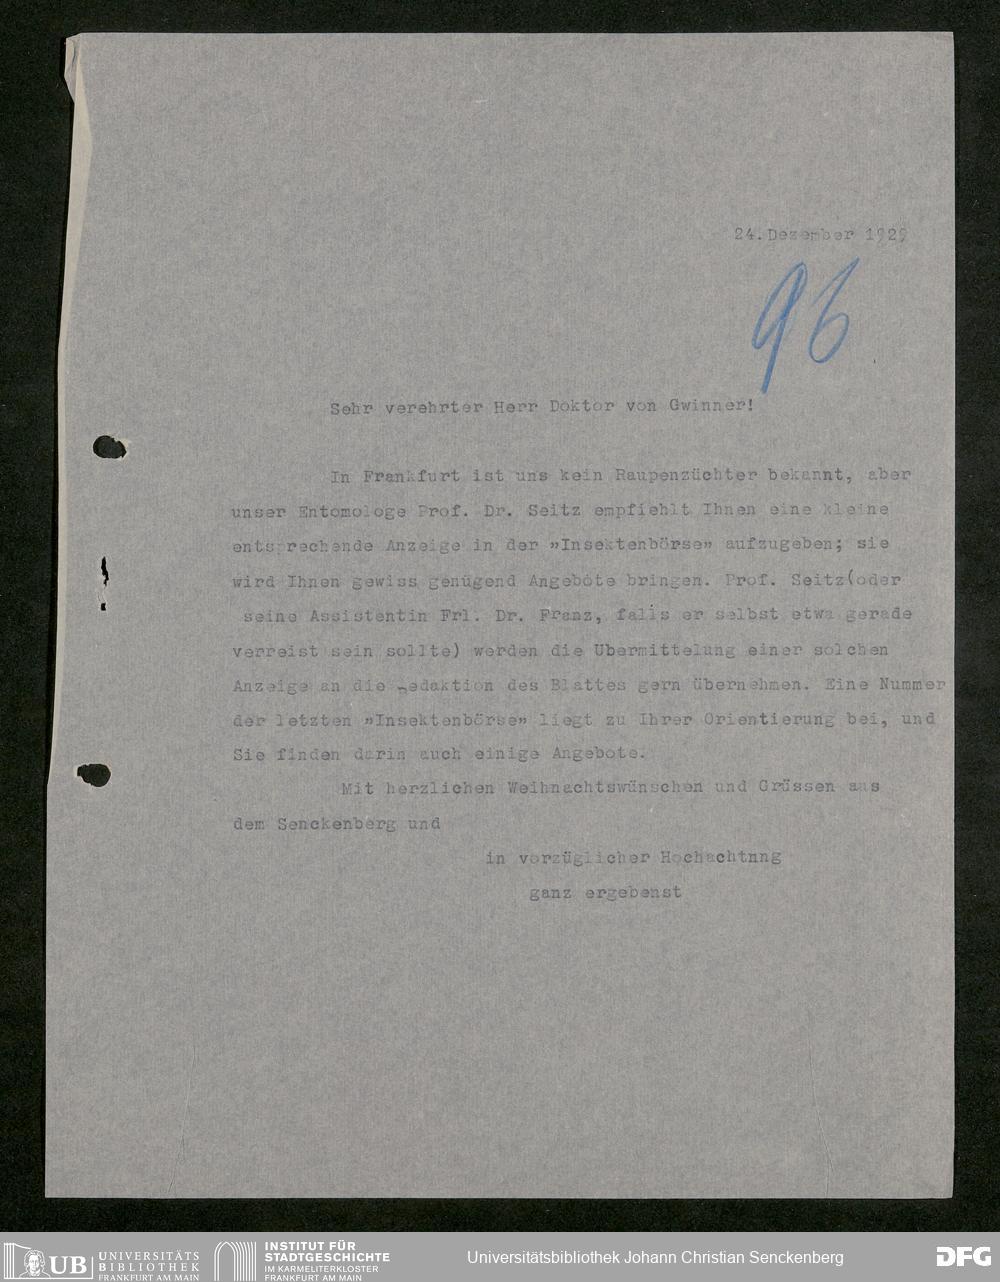 24.Dezember 1929
96
Sehr verehrter Herr Doktor von Gwinner!
In Frankfurt ist uns kein Raupenzüchter bekannt, aber
unser Entomologe Prof. Dr. Seitz empfiehlt Ihnen eine kleine
entsprechende Anzeige in der »Insektenbörse» aufzugeben; sie
wird Ihnen gewiss genügend Angebote bringen. Prof. Seitz(oder
seine Assistentin Frl. Dr. Franz, falls er selbst etwa gerade
verreist sein sollte) werden die Ubermittelung einer solchen
Anzeige an die Redaktion des Blattes gern übernehmen. Eine Nummer
der letzten »Insektenbörse» liegt zu Ihrer Orientierung bei, und
Sie finden darin auch einige Angebote.
Mit herzlichen Weihnachtswünschen und Grüssen aus
dem Senckenberg und
in vorzüglicher Hochachtnng
ganz ergebenst
UB UNIVERSITÄTS
BIBLIOTHEK
FRANKFURT AM MAIN
INSTITUT FÜR
STADTGESCHICHTE
IM KARMELITERKLOSTER
FRANKFURT AM MAIN
Universitätsbibliothek Johann Christian Senckenberg
DFG